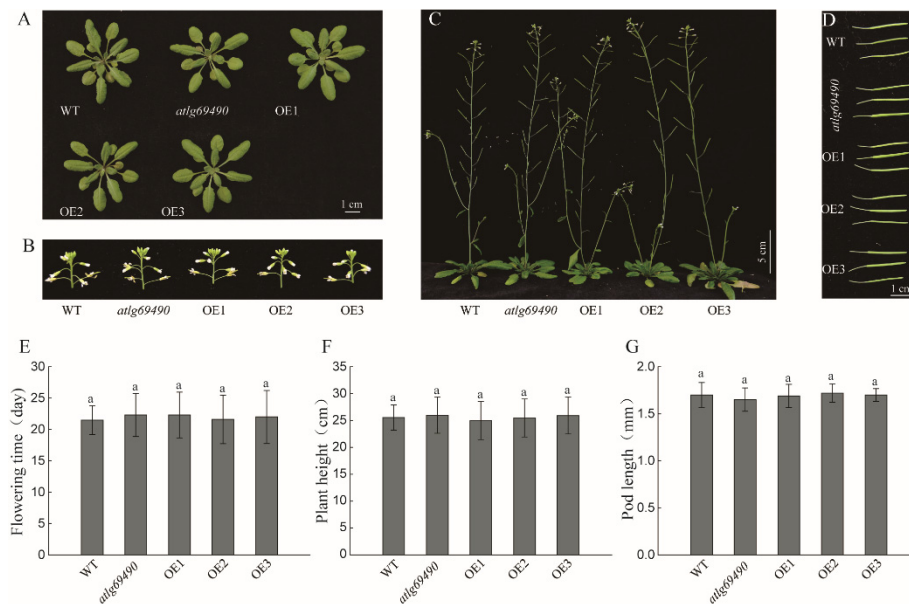 A
WT
atlg69490
OE1
OE2
OE3
1 cm
B
WT
atlg69490
OE1
OE2
OE3
C
5 cm
WT
atlg69490
OE1
OE2
OE3
D
WT
atlg69490
OE1
OE2
OE3
1 cm
E
Flowering time（day)
30
25
20
15
10
5
0
a
a
a
a
a
WT
atlg69490
OE1
OE2
OE3
F
Plant height（cm）
35
30
25
20
15
10
5
0
a
a
a
a
a
WT
atlg69490
OE1
OE2
OE3
G
Pod length（mm）
2.0
1.5
1.0
0.5
0.0
a
a
a
a
a
WT
atlg69490
OE1
OE2
OE3